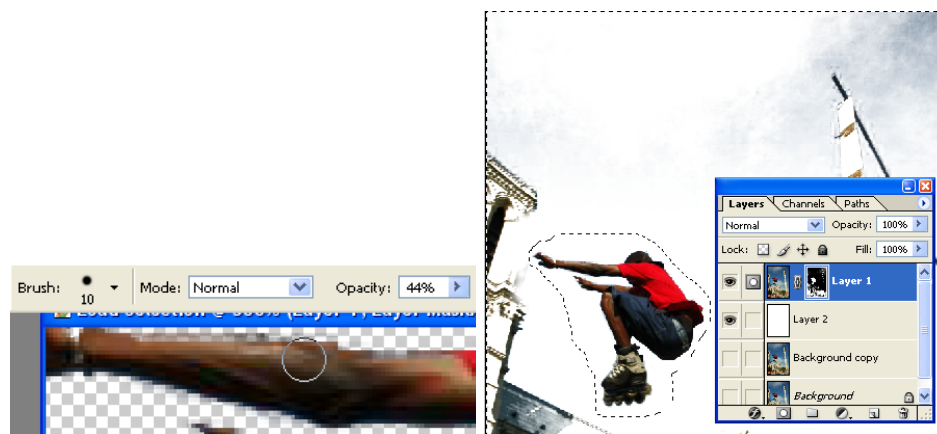 Brush:
10
Mode: Normal
Opacity: 44%
Layers Channels Paths
Normal Opacity: 100%
Lock: Fill: 100%
Layer 1
Layer 2
Background copy
Background